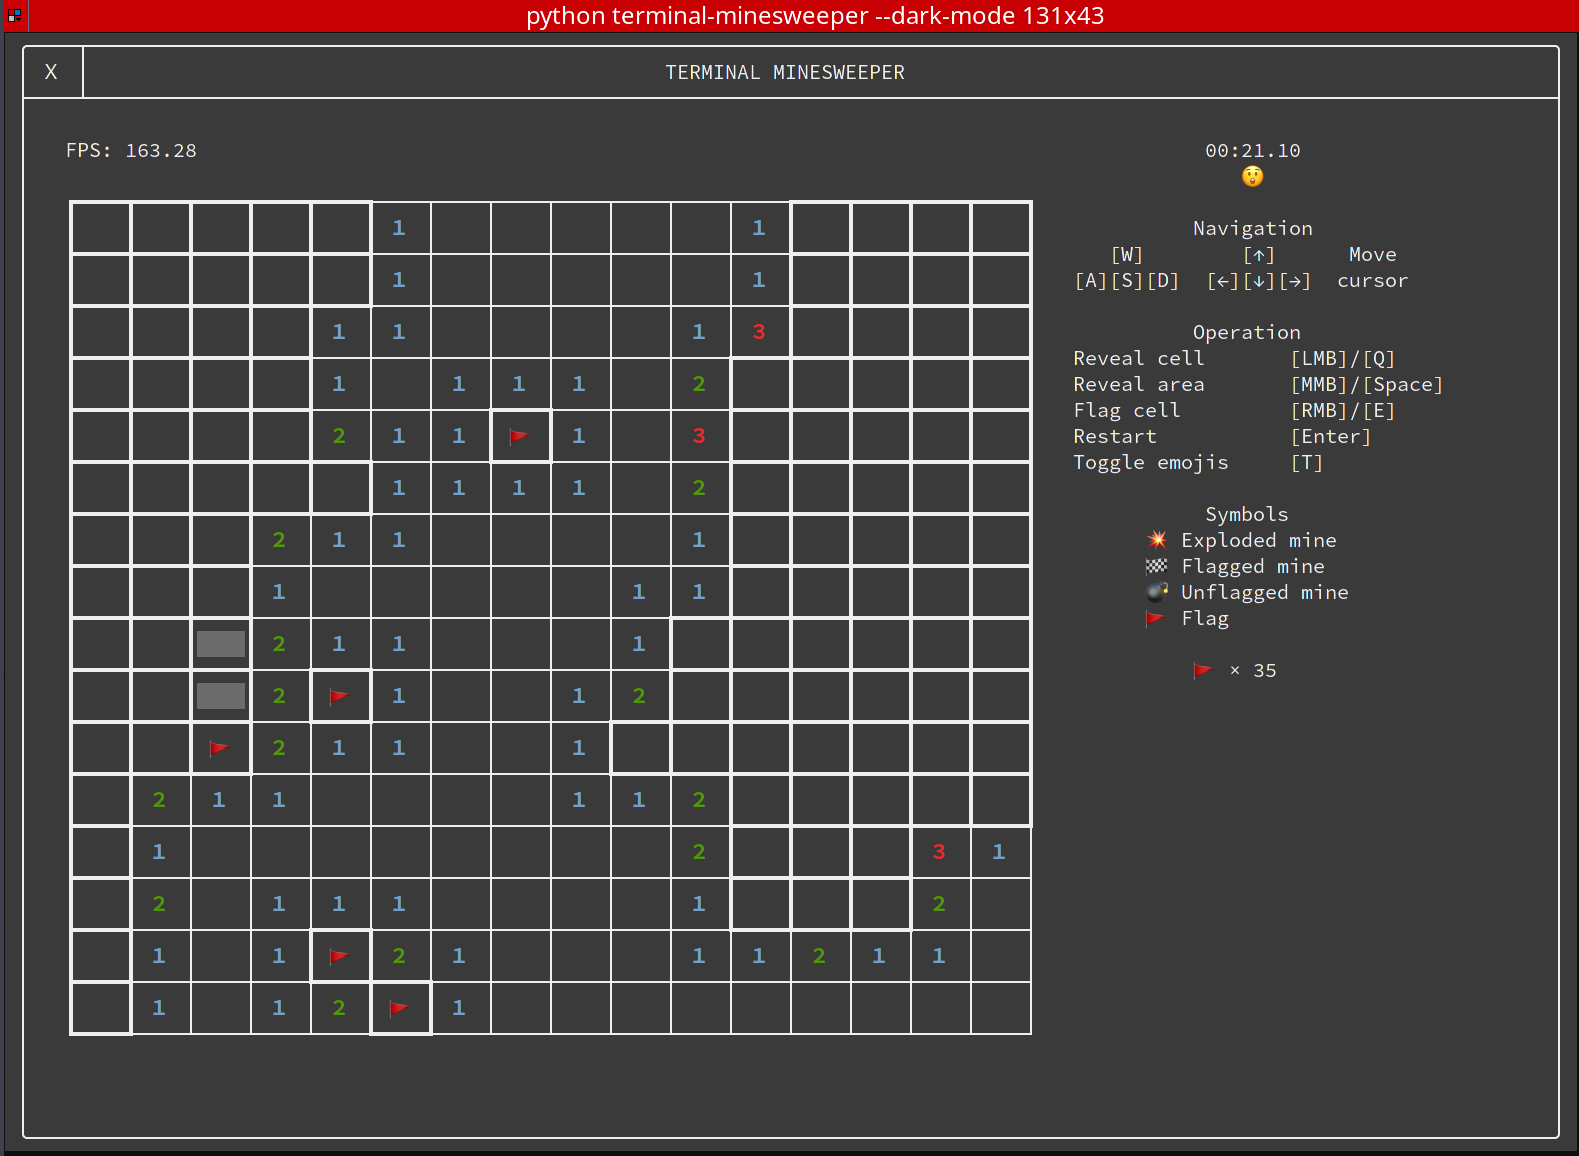 python terminal-minesweeper --dark-mode 131x43
X TERMINAL MINESWEEPER
FPS: 163.28
00:21.10
1 1
1 1
1 1 1 3
1 1 1 1 2
2 1 1 1 3
1 1 1 1 2
2 1 1 1
1 1 1
2 1 1 1
2 1 1 2
2 1 1 1
2 1 1 1 1 2
1 2 3 1
2 1 1 1 1 2
1 1 2 1 1 1 2 1 1
1 1 2 1
Navigation
[W] [↑] Move
[A][S][D] [←][↓][→] cursor
Operation
Reveal cell [LMB]/[Q]
Reveal area [MMB]/[Space]
Flag cell [RMB]/[E]
Restart [Enter]
Toggle emojis [T]
Symbols
Exploded mine
Flagged mine
Unflagged mine
Flag
× 35